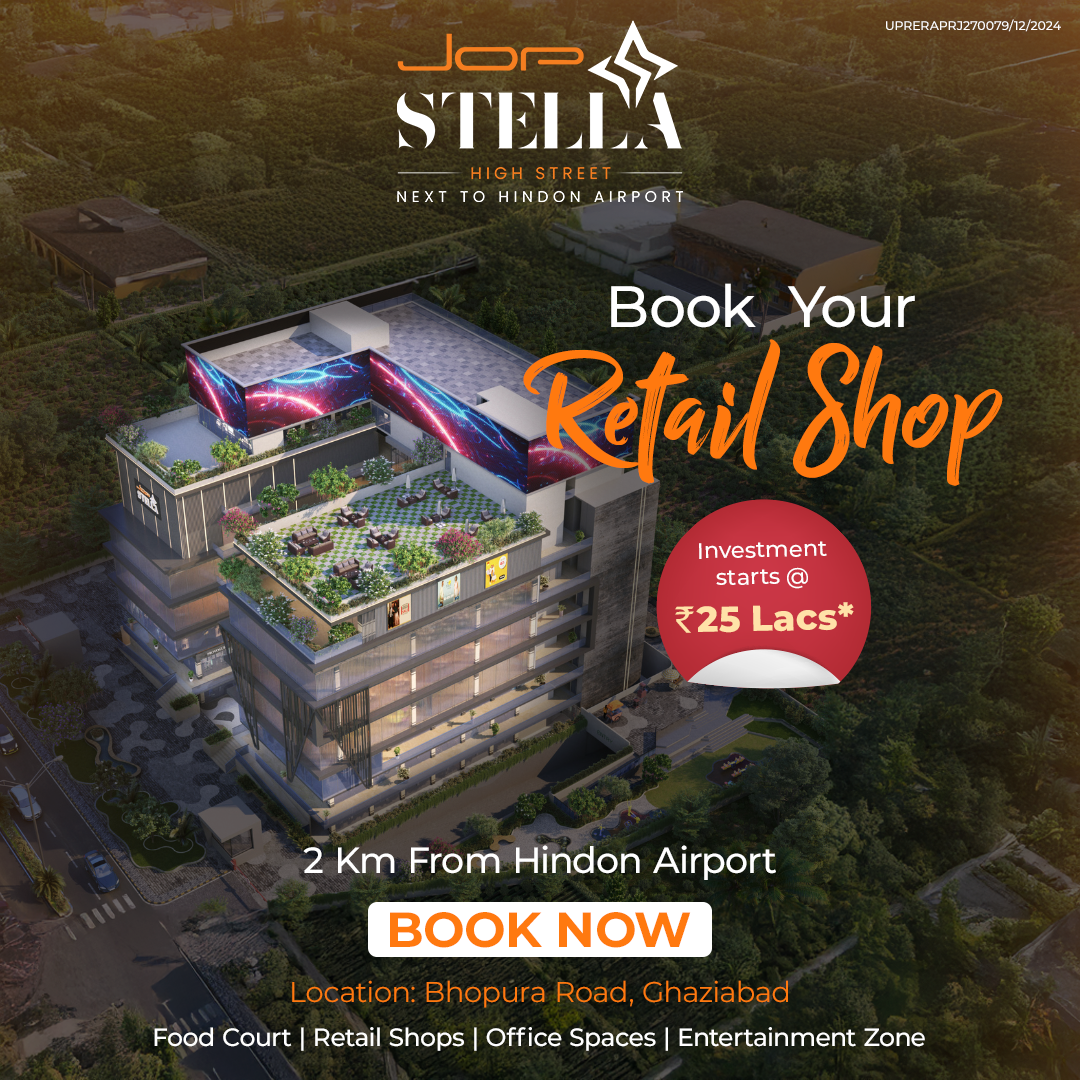 UPRERAPRJ270079/12/2024
JOP
STELLA
HIGH STREET
NEXT TO HINDON AIRPORT
Book Your
Retail Shop
Investment
starts @
₹25 Lacs*
2 Km From Hindon Airport
BOOK NOW
Location: Bhopura Road, Ghaziabad
Food Court | Retail Shops | Office Spaces | Entertainment Zone